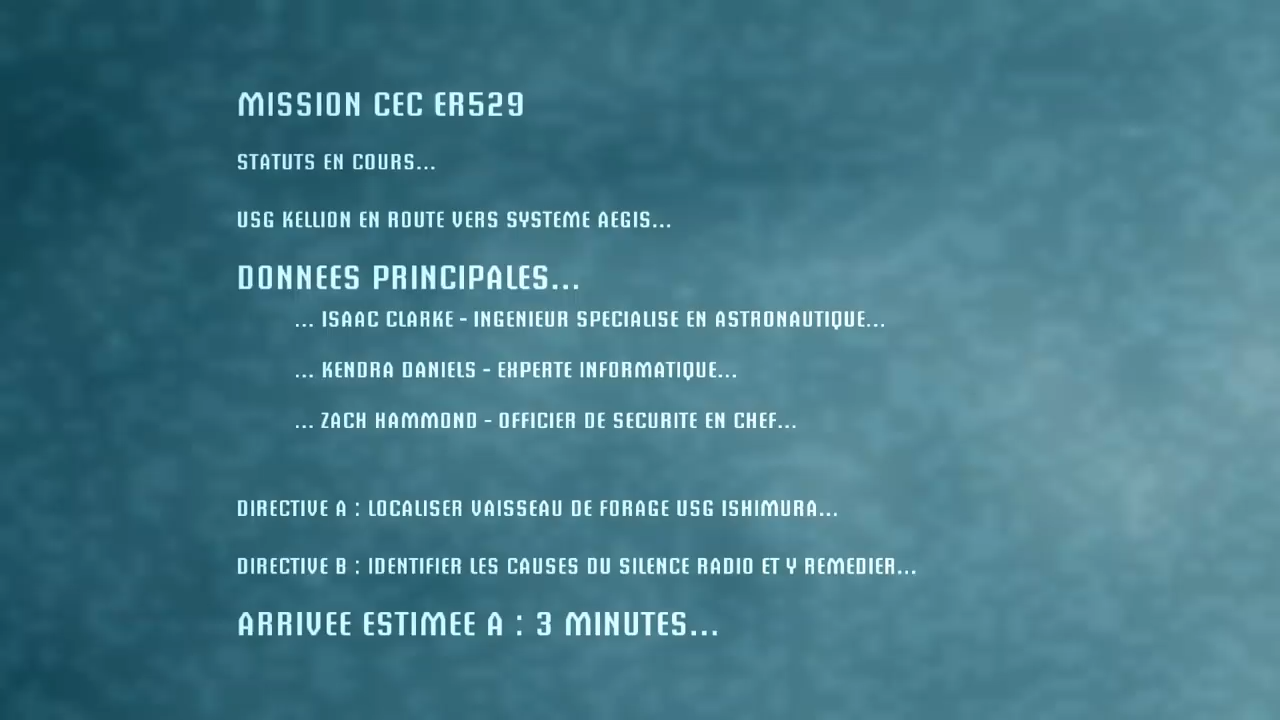 MISSION CEC ER529
STATUTS EN COURS...
USG KELLION EN ROUTE VERS SYSTEME AEGIS...
DONNEES PRINCIPALES...
... ISAAC CLARKE - INGENIEUR SPECIALISE EN ASTRONAUTIQUE...
... KENDRA DANIELS - EXPERTE INFORMATIQUE...
... ZACH HAMMOND - OFFICIER DE SECURITE EN CHEF...
DIRECTIVE A : LOCALISER VAISSEAU DE FORAGE USG ISHIMURA...
DIRECTIVE B : IDENTIFIER LES CAUSES DU SILENCE RADIO ET Y REMEDIER...
ARRIVEE ESTIMEE A : 3 MINUTES...